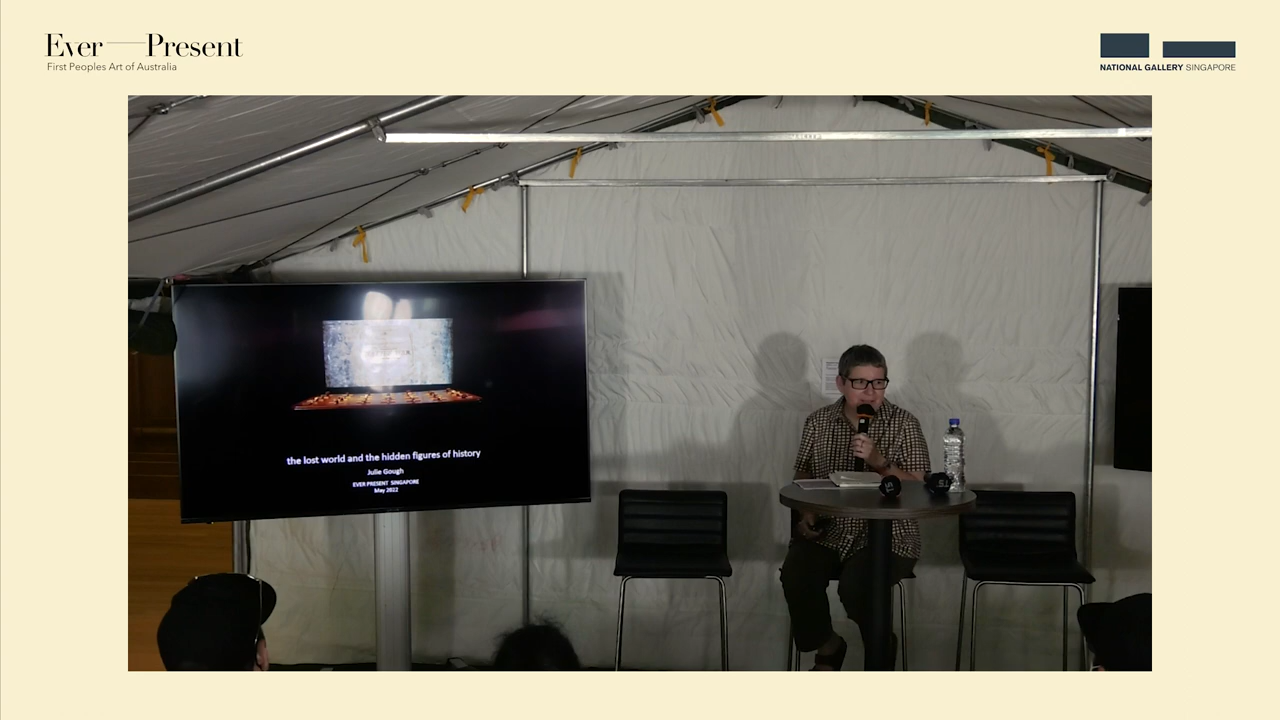 Ever — Present
First Peoples Art of Australia
NATIONAL GALLERY SINGAPORE
the lost world and the hidden figures of history
Julie Gough
EVER PRESENT SINGAPORE
May 2022